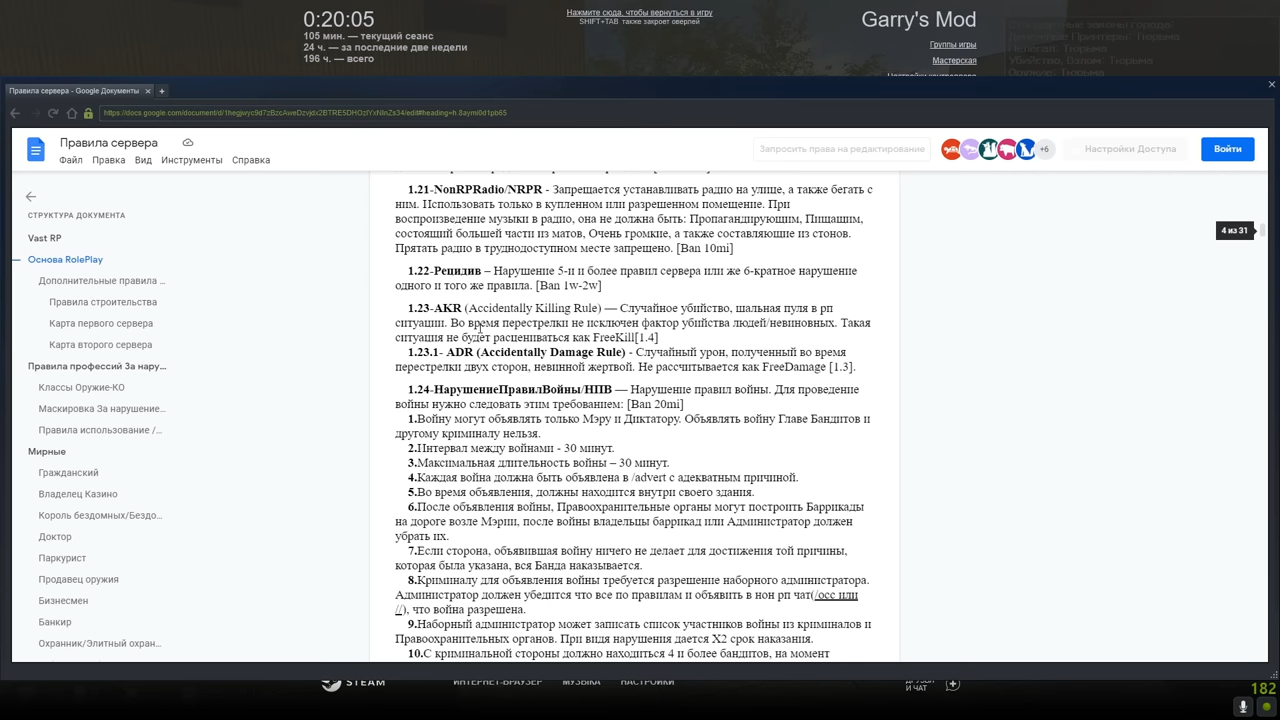 0:20:05
105 мин. — текущий сеанс
24 ч. — за последние две недели
196 ч. — всего
Нажмите сюда, чтобы вернуться в игру
SHIFT+TAB также закроет оверлей
Garry's Mod
Группы игры
Мастерская
Правила сервера - Google Документы
Правила сервера
Файл Правка Вид Инструменты Справка
Запросить права на редактирование
+6
Настройки Доступа
Войти
СТРУКТУРА ДОКУМЕНТА
Vast RP
Основа RolePlay
Дополнительные правила ...
Правила строительства
Карта первого сервера
Карта второго сервера
Правила профессий За нару...
Классы Оружие-КО
Маскировка За нарушение...
Правила использование /...
Мирные
Гражданский
Владелец Казино
Король бездомных/Бездо...
Доктор
Паркурист
Продавец оружия
Бизнесмен
Банкир
Охранник/Элитный охран...
4 из 31
1.21-NonRPRadio/NRPR - Запрещается устанавливать радио на улице, а также бегать с
ним. Использовать только в купленном или разрешенном помещение. При
воспроизведение музыки в радио, она не должна быть: Пропагандирующим, Пищашим,
состоящий большей части из матов, Очень громкие, а также составляющие из стонов.
Прятать радио в труднодоступном месте запрещено. [Ban 10mi]
1.22-Рецидив – Нарушение 5-и и более правил сервера или же 6-кратное нарушение
одного и того же правила. [Ban 1w-2w]
1.23-AKR (Accidentally Killing Rule) — Случайное убийство, шальная пуля в рп
ситуации. Во время перестрелки не исключен фактор убийства людей/невиновных. Такая
ситуация не будет расцениваться как FreeKill[1.4]
1.23.1- ADR (Accidentally Damage Rule) - Случайный урон, полученный во время
перестрелки двух сторон, невинной жертвой. Не рассчитывается как FreeDamage [1.3].
1.24-НарушениеПравилВойны/НПВ — Нарушение правил войны. Для проведение
войны нужно следовать этим требованием: [Ban 20mi]
1.Войну могут объявлять только Мэру и Диктатору. Объявлять войну Главе Бандитов и
другому криминалу нельзя.
2.Интервал между войнами - 30 минут.
3.Максимальная длительность войны – 30 минут.
4.Каждая война должна быть объявлена в /advert с адекватным причиной.
5.Во время объявления, должны находится внутри своего здания.
6.После объявления войны, Правоохранительные органы могут построить Баррикады
на дороге возле Мэрии, после войны владельцы баррикад или Администратор должен
убрать их.
7.Если сторона, объявившая войну ничего не делает для достижения той причины,
которая была указана, вся Банда наказывается.
8.Криминалу для объявления войны требуется разрешение наборного администратора.
Администратор должен убедится что все по правилам и объявить в нон рп чат(/осс или
//), что война разрешена.
9.Наборный администратор может записать список участников войны из криминалов и
Правоохранительных органов. При видя нарушения дается Х2 срок наказания.
10.С криминальной стороны должно находиться 4 и более бандитов, на момент
STEAM
ИНТЕРНЕТ-БРАУЗЕР МУЗЫКА НАСТРОЙКИ
И ЧАТ
182